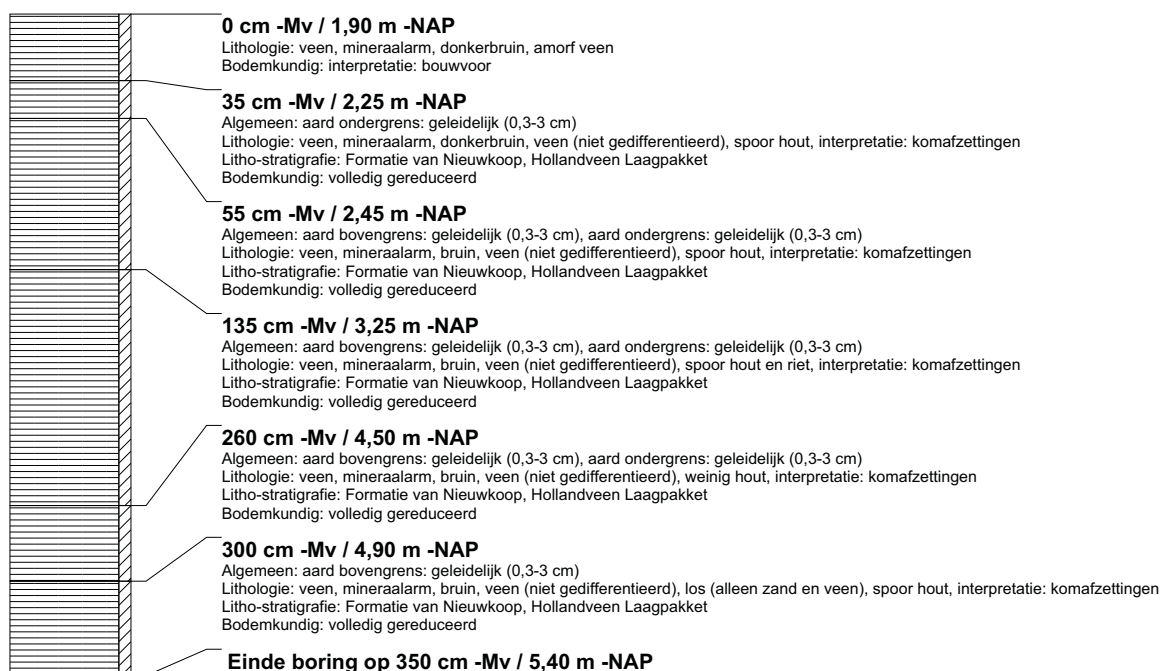 0 cm -Mv / 1,90 m -NAP
Lithologie: veen, mineraalarm, donkerbruin, amorf veen
Bodemkundig: interpretatie: bouwvoor
35 cm -Mv / 2,25 m -NAP
Algemeen: aard ondergrens: geleidelijk (0,3-3 cm)
Lithologie: veen, mineraalarm, donkerbruin, veen (niet gedifferentieerd), spoor hout, interpretatie: komafzettingen
Litho-stratigrafie: Formatie van Nieuwkoop, Hollandveen Laagpakket
Bodemkundig: volledig gereduceerd
55 cm -Mv / 2,45 m -NAP
Algemeen: aard bovengrens: geleidelijk (0,3-3 cm), aard ondergrens: geleidelijk (0,3-3 cm)
Lithologie: veen, mineraalarm, bruin, veen (niet gedifferentieerd), spoor hout, interpretatie: komafzettingen
Litho-stratigrafie: Formatie van Nieuwkoop, Hollandveen Laagpakket
Bodemkundig: volledig gereduceerd
135 cm -Mv / 3,25 m -NAP
Algemeen: aard bovengrens: geleidelijk (0,3-3 cm), aard ondergrens: geleidelijk (0,3-3 cm)
Lithologie: veen, mineraalarm, bruin, veen (niet gedifferentieerd), spoor hout en riet, interpretatie: komafzettingen
Litho-stratigrafie: Formatie van Nieuwkoop, Hollandveen Laagpakket
Bodemkundig: volledig gereduceerd
260 cm -Mv / 4,50 m -NAP
Algemeen: aard bovengrens: geleidelijk (0,3-3 cm), aard ondergrens: geleidelijk (0,3-3 cm)
Lithologie: veen, mineraalarm, bruin, veen (niet gedifferentieerd), weinig hout, interpretatie: komafzettingen
Litho-stratigrafie: Formatie van Nieuwkoop, Hollandveen Laagpakket
Bodemkundig: volledig gereduceerd
300 cm -Mv / 4,90 m -NAP
Algemeen: aard bovengrens: geleidelijk (0,3-3 cm)
Lithologie: veen, mineraalarm, bruin, veen (niet gedifferentieerd), los (alleen zand en veen), spoor hout, interpretatie: komafzettingen
Litho-stratigrafie: Formatie van Nieuwkoop, Hollandveen Laagpakket
Bodemkundig: volledig gereduceerd
Einde boring op 350 cm -Mv / 5,40 m -NAP